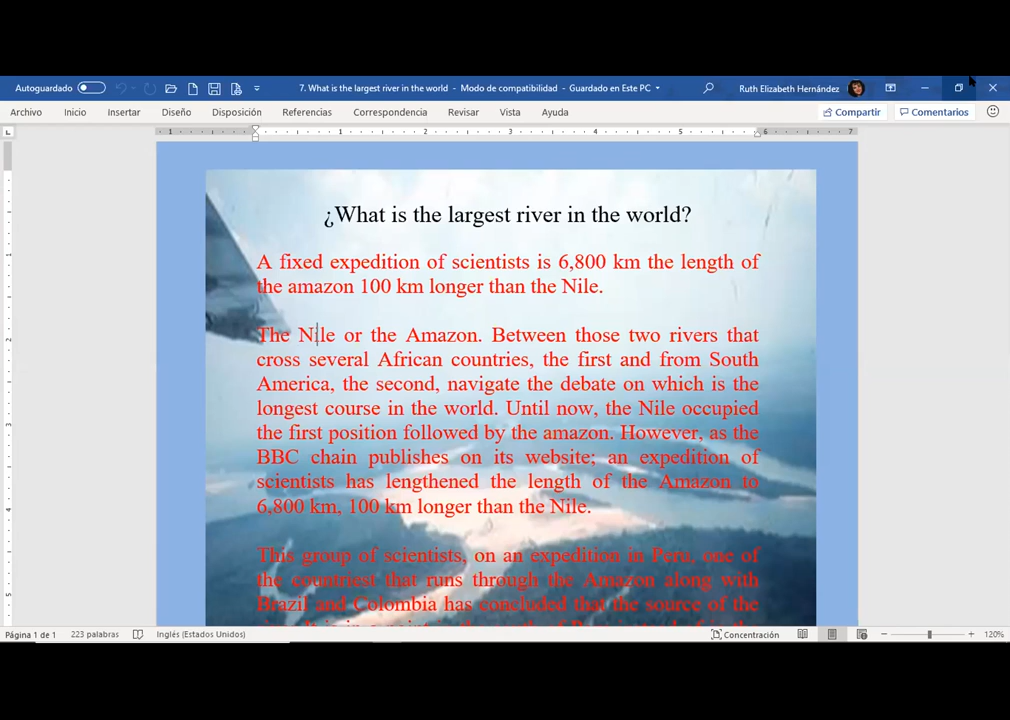 Autoguardado
7. What is the largest river in the world - Modo de compatibilidad - Guardado en Este PC
Ruth Elizabeth Hernández
Archivo Inicio Insertar Diseño Disposición Referencias Correspondencia Revisar Vista Ayuda Compartir Comentarios
1 1 2 3 4 5 6 7
¿What is the largest river in the world?
A fixed expedition of scientists is 6,800 km the length of
the amazon 100 km longer than the Nile.
The Nile or the Amazon. Between those two rivers that
cross several African countries, the first and from South
America, the second, navigate the debate on which is the
longest course in the world. Until now, the Nile occupied
the first position followed by the amazon. However, as the
BBC chain publishes on its website; an expedition of
scientists has lengthened the length of the Amazon to
6,800 km, 100 km longer than the Nile.
This group of scientists, on an expedition in Peru, one of
the countriest that runs through the Amazon along with
Brazil and Colombia has concluded that the source of the
Página 1 de 1 223 palabras Inglés (Estados Unidos) Concentración 120%